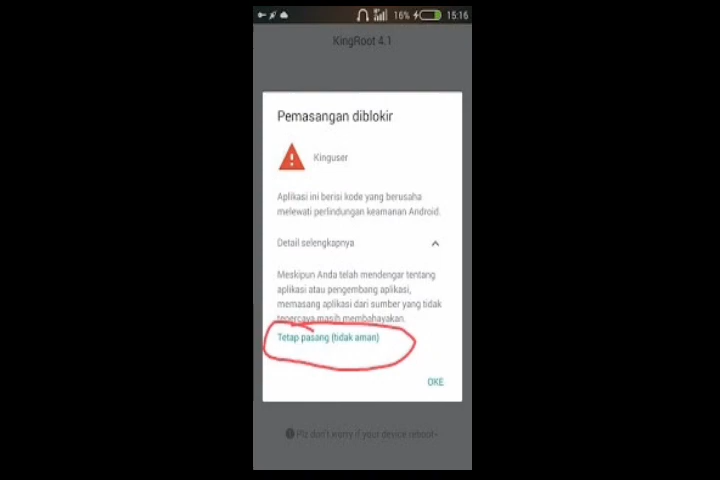 16% 15:16
KingRoot 4.1
Pemasangan diblokir
Kinguser
Aplikasi ini berisi kode yang berusaha
melewati perlindungan keamanan Android.
Detail selengkapnya
Meskipun Anda telah mendengar tentang
aplikasi atau pengembang aplikasi,
memasang aplikasi dari sumber yang tidak
tepercaya masih membahayakan.
Tetap pasang (tidak aman)
OKE
Plz don't worry if your device reboot~